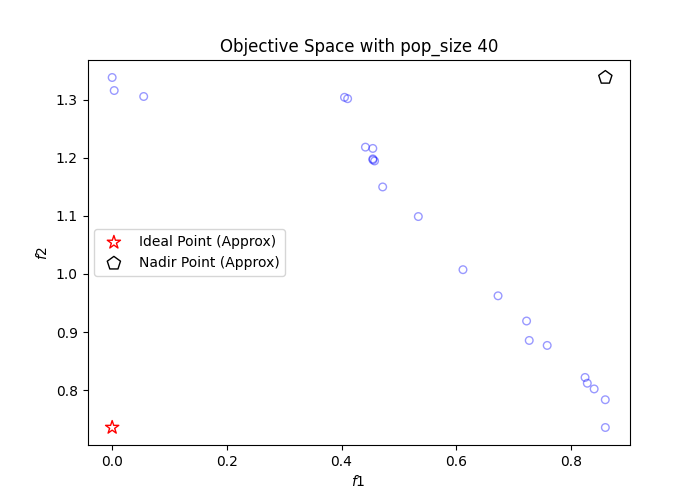 Objective Space with pop_size 40
1.3
1.2
1.1
1.0
0.9
0.8
f2
Ideal Point (Approx)
Nadir Point (Approx)
0.0 0.2 0.4 0.6 0.8
f1